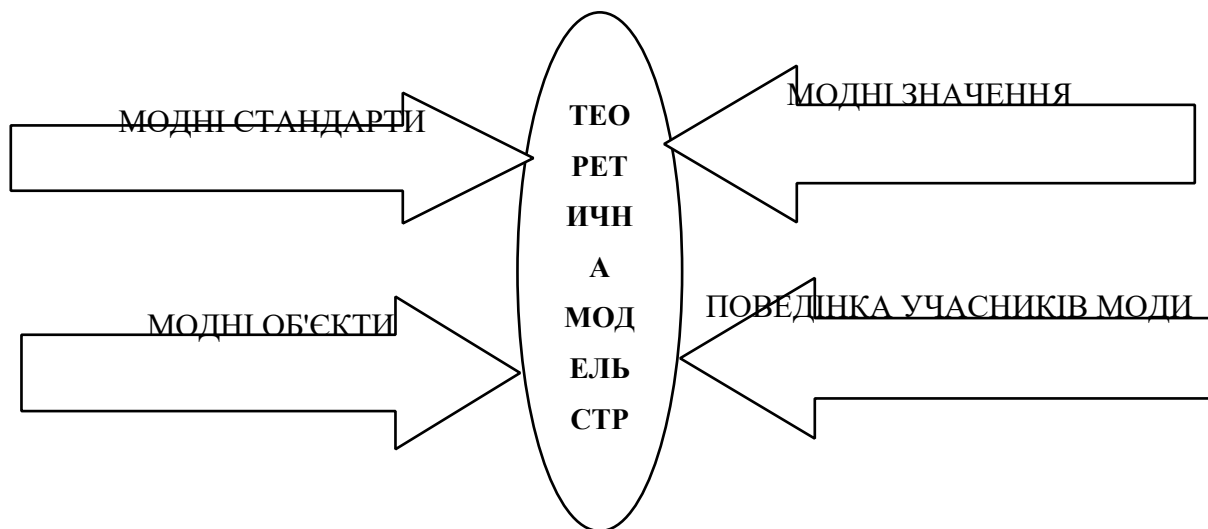 МОДНІ СТАНДАРТИ
МОДНІ ОБ'ЄКТИ
ТЕО
РЕТ
ИЧН
А
МОД
ЕЛЬ
СТР
МОДНІ ЗНАЧЕННЯ
ПОВЕДІНКА УЧАСНИКІВ МОДИ